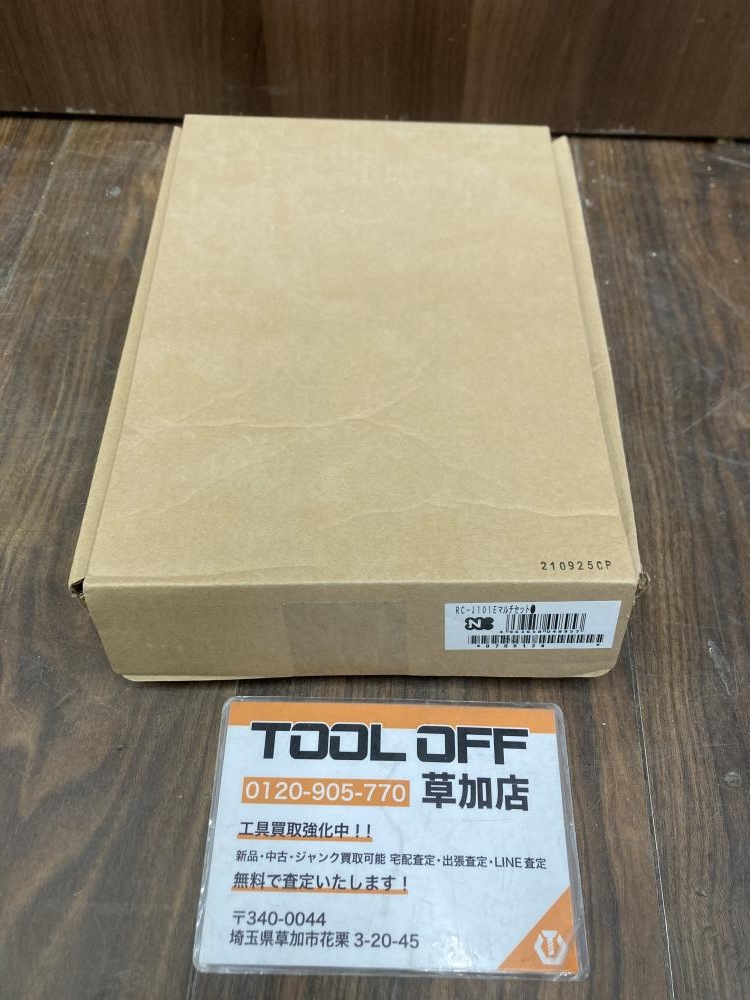 210925CP
RC-J101Eマルチセット
N
TOOL OFF
0120-905-770 草加店
工具買取強化中!!
新品・中古・ジャンク買取可能 宅配査定・出張査定・LINE査定
無料で査定いたします!
〒340-0044
埼玉県草加市花栗 3-20-45